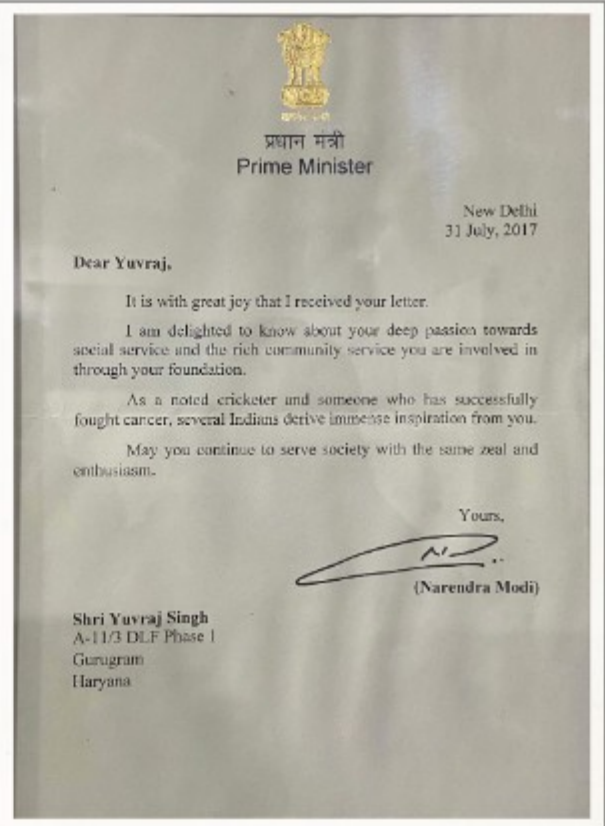 प्रधान मंत्री
Prime Minister
New Delhi
31 July, 2017
Dear Yuvraj,
It is with great joy that I received your letter.
I am delighted to know about your deep passion towards
social service and the rich community service you are involved in
through your foundation.
As a noted cricketer and someone who has successfully
fought cancer, several Indians derive immense inspiration from you.
May you continue to serve society with the same zeal and
enthusiasm.
Yours,
(Narendra Modi)
Shri Yuvraj Singh
A-11/3 DLF Phase 1
Gurugram
Haryana